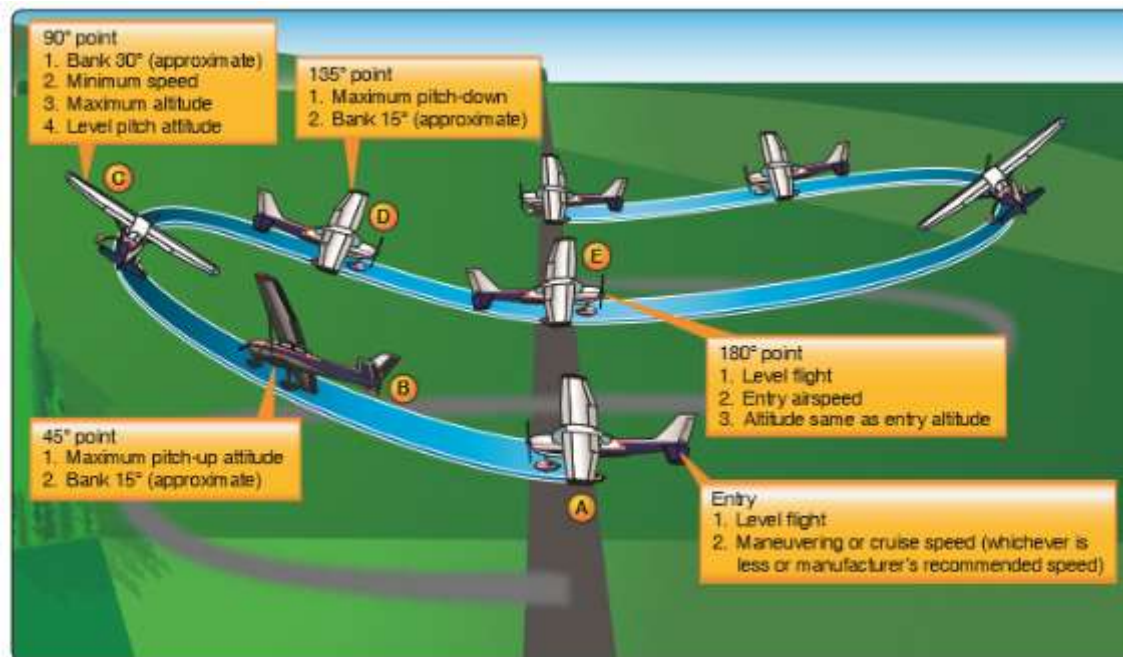 90° point
1. Bank 30° (approximate)
2. Minimum speed
3. Maximum altitude
4. Level pitch attitude
135° point
1. Maximum pitch-down
2. Bank 15° (approximate)
C
D
E
B
180° point
1. Level flight
2. Entry airspeed
3. Altitude same as entry altitude
45° point
1. Maximum pitch-up attitude
2. Bank 15° (approximate)
A
Entry
1. Level flight
2. Maneuvering or cruise speed (whichever is
less or manufacturer's recommended speed)